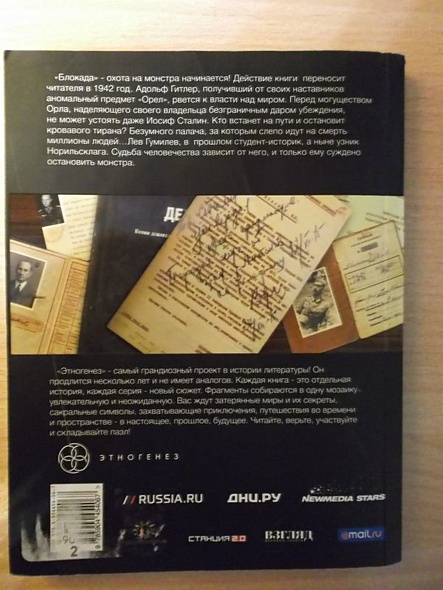 «Блокада» - охота на монстра начинается! Действие книги переносит
читателя в 1942 год. Адольф Гитлер, получивший от своих наставников
аномальный предмет «Орел», рвется к власти над миром. Перед могуществом
Орла, наделяющего своего владельца безграничным даром убеждения,
не может устоять даже Иосиф Сталин. Кто встанет на пути и остановит
кровавого тирана? Безумного палача, за которым слепо идут на смерть
миллионы людей...Лев Гумилев, в прошлом студент-историк, а ныне узник
Норильсклага. Судьба человечества зависит от него, и только ему суждено
остановить монстра.
ДЕ
«Этногенез» - самый грандиозный проект в истории литературы! Он
продлится несколько лет и не имеет аналогов. Каждая книга - это отдельная
история, каждая серия - новый сюжет. Фрагменты собираются в одну мозаику-
увлекательную и неожиданную. Вас ждут затерянные миры и их секреты,
сакральные символы, захватывающие приключения, путешествия во времени
и пространстве - в настоящее, прошлое, будущее. Читайте, верьте, участвуйте
и складывайте пазл!
ЭТНОГЕНЕЗ
//RUSSIA.RU
ДНИ.РУ
NEWMEDIA STARS
СТАНЦИЯ 2.0
ВЗГЛЯД
@mail.ru
2